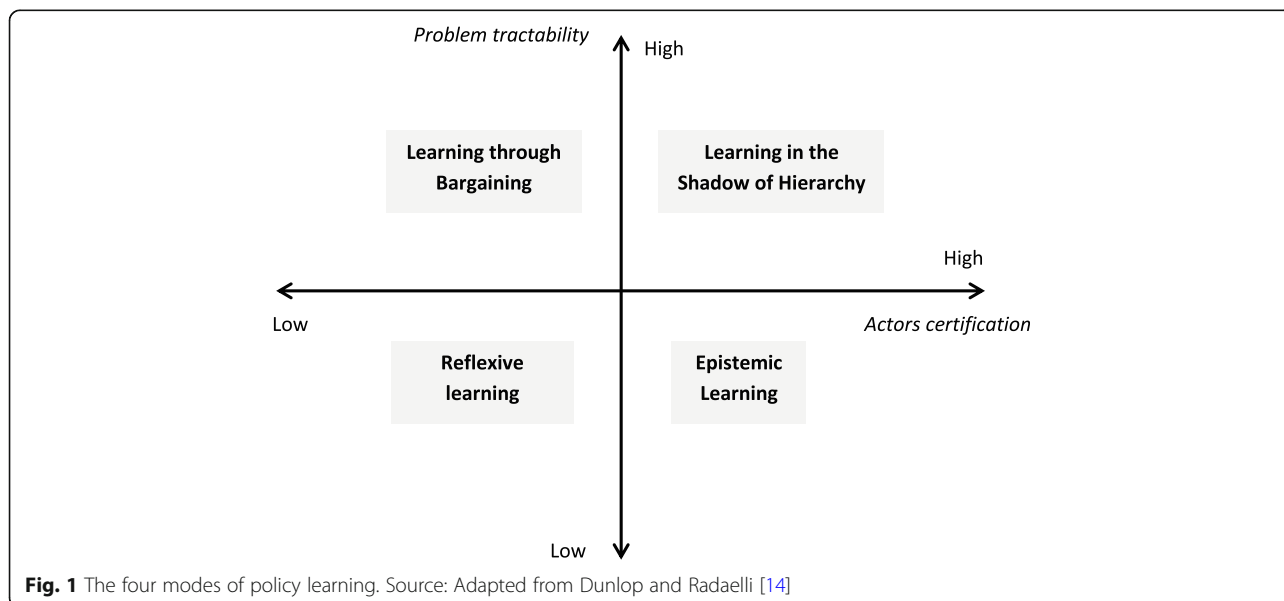 Problem tractability
High
Learning through
Bargaining
Learning in the
Shadow of Hierarchy
High
Low
Actors certification
Reflexive
learning
Epistemic
Learning
Low
Fig. 1 The four modes of policy learning. Source: Adapted from Dunlop and Radaelli [14]